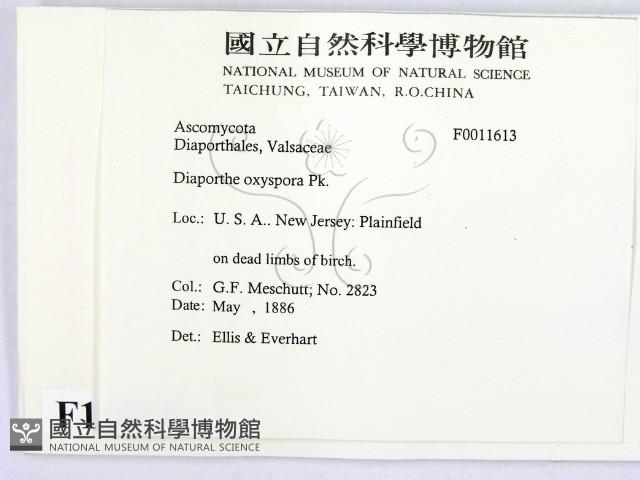 國立自然科學博物館
NATIONAL MUSEUM OF NATURAL SCIENCE
TAICHUNG, TAIWAN, R.O.CHINA
Ascomycota F0011613
Diaporthales, Valsaceae
Diaporthe oxyspora Pk.
Loc.: U. S. A.. New Jersey: Plainfield
on dead limbs of birch.
Col.: G.F. Meschutt; No. 2823
Date: May , 1886
Det.: Ellis & Everhart
F1
國立自然科學博物館
NATIONAL MUSEUM OF NATURAL SCIENCE